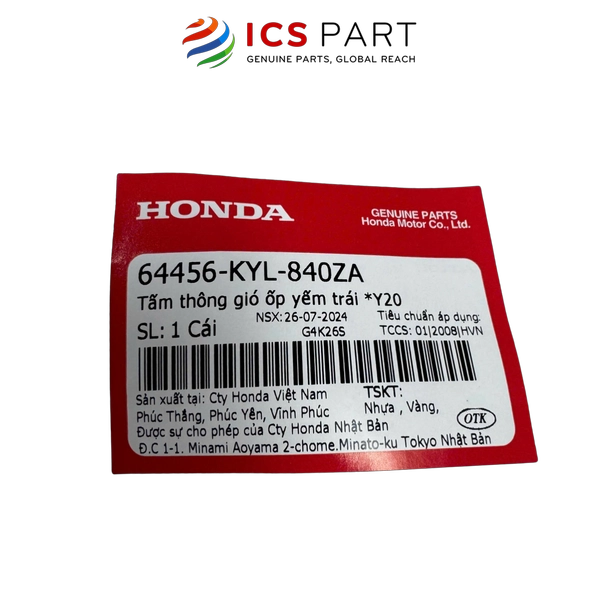 ICS PART
GENUINE PARTS, GLOBAL REACH
HONDA
GENUINE PARTS
Honda Motor Co., Ltd.
64456-KYL-840ZA
Tấm thông gió ốp yếm trái *Y20
NSX: 26-07-2024 Tiêu chuẩn áp dụng:
SL: 1 Cái G4K26S TCCS: 01|2008|HVN
Sản xuất tại: Cty Honda Việt Nam TSKT:
Phúc Thắng, Phúc Yên, Vĩnh Phúc Nhựa , Vàng,
Được sự cho phép của Cty Honda Nhật Bản OTK
Đ.C 1-1. Minami Aoyama 2-chome.Minato-ku Tokyo Nhật Bản